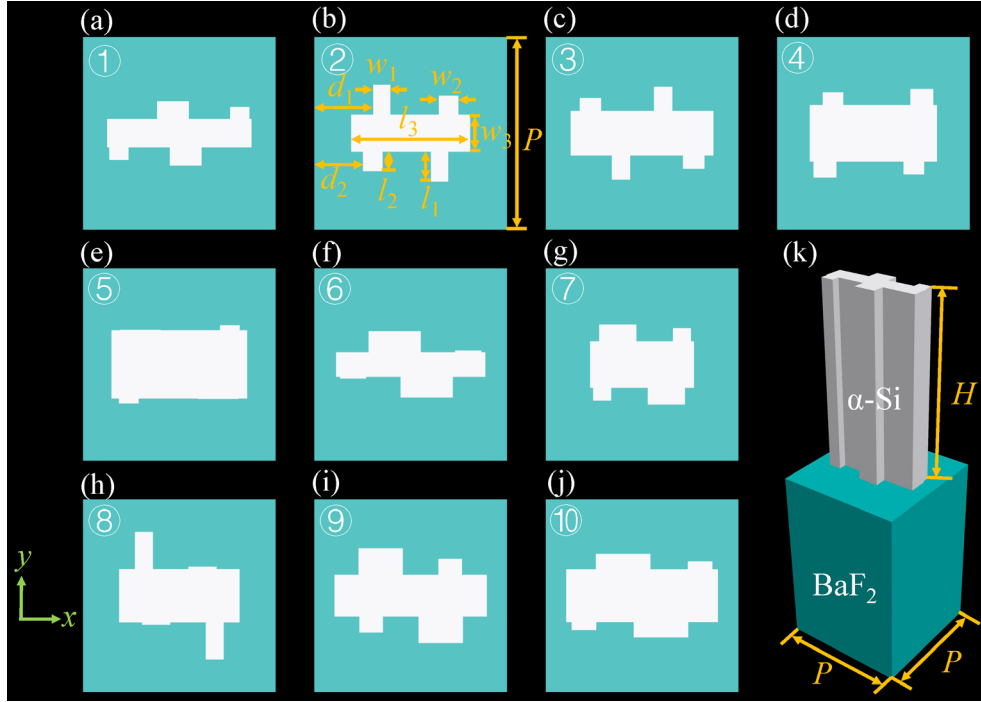 (a)
①
(b)
②
w₁
w₂
d₁
l₃
w₃
P
d₂
l₂
l₁
(c)
③
(d)
④
(e)
⑤
(f)
⑥
(g)
⑦
(k)
α-Si
H
BaF₂
P
P
(h)
⑧
(i)
⑨
(j)
⑩
y
x